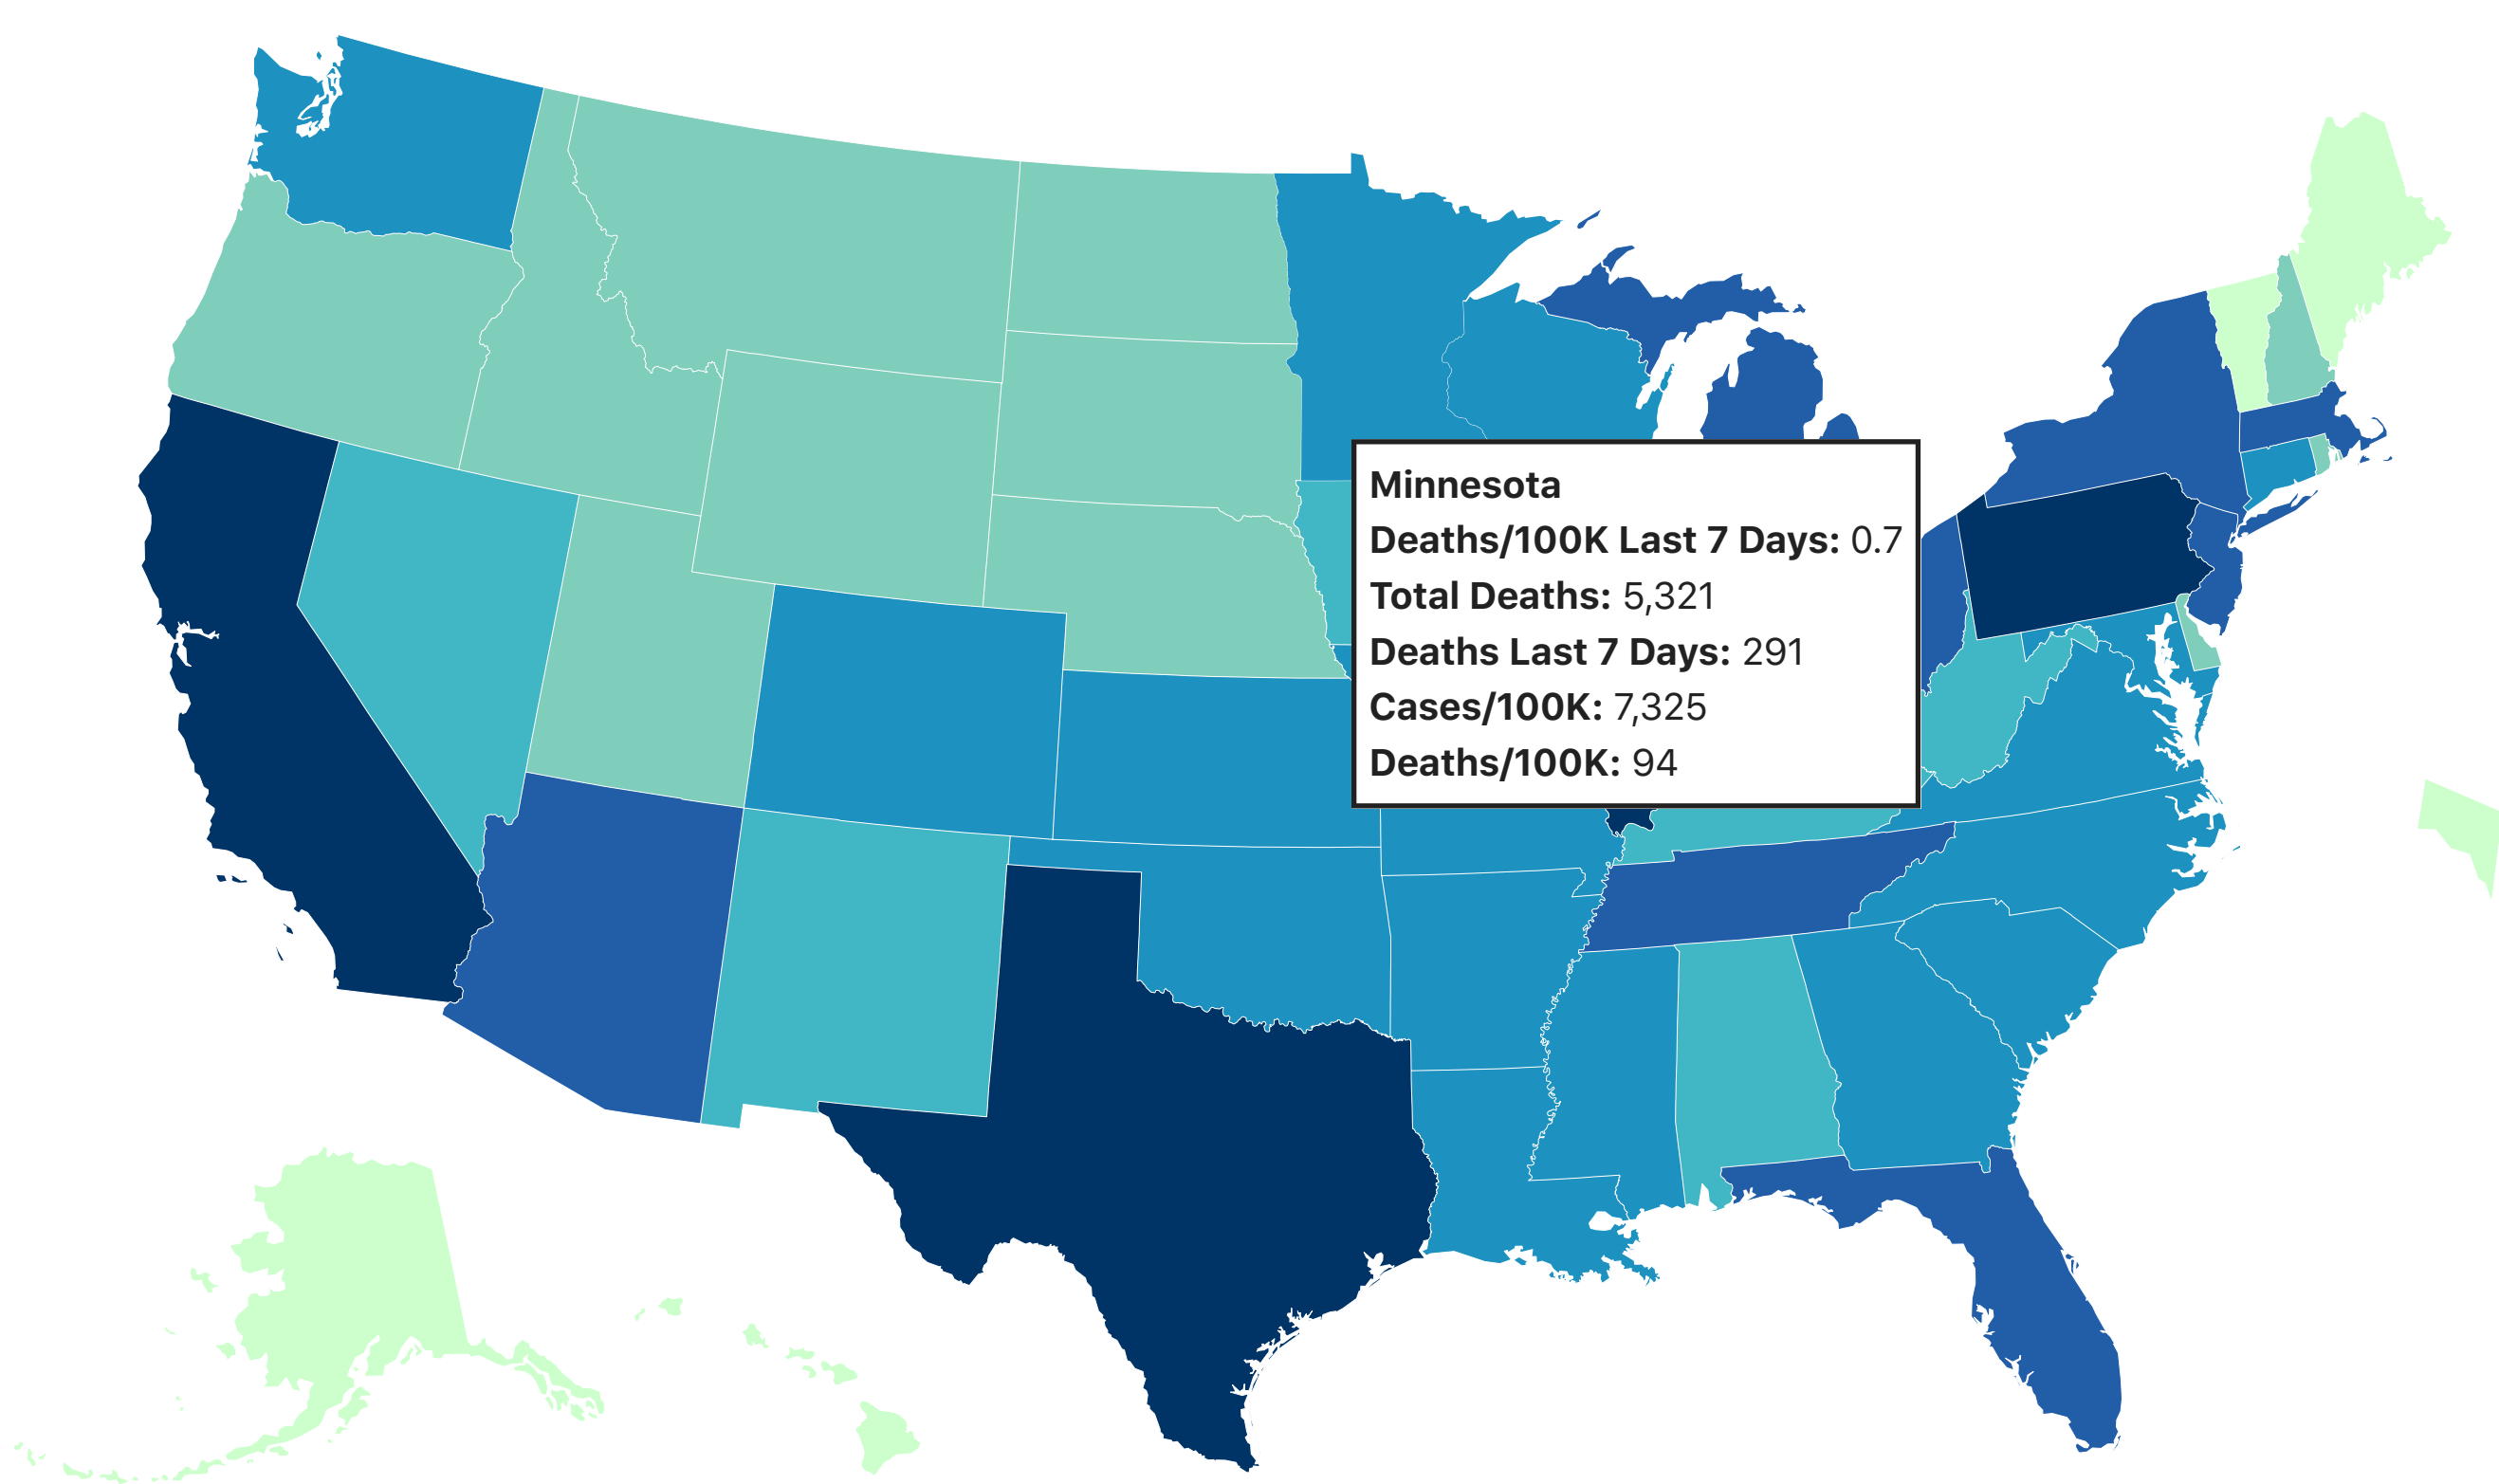 Minnesota
Deaths/100K Last 7 Days: 0.7
Total Deaths: 5,321
Deaths Last 7 Days: 291
Cases/100K: 7,325
Deaths/100K: 94